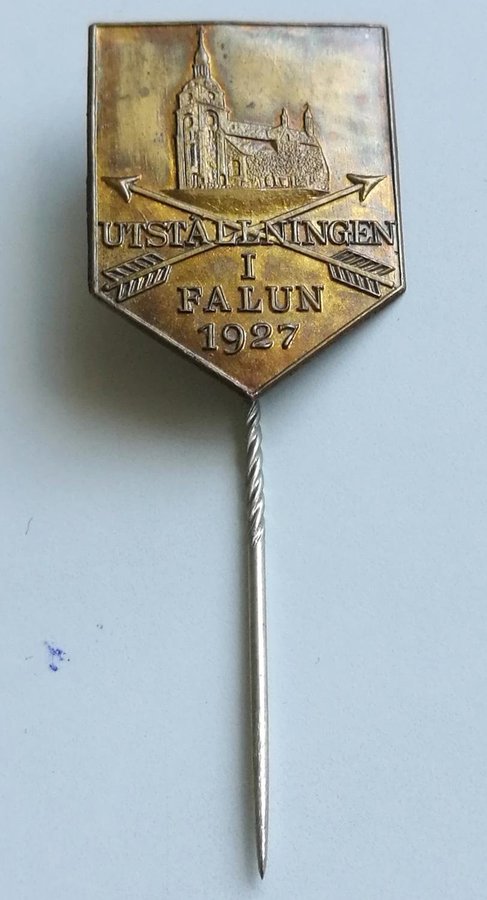 UTSTÄLLNINGEN
I
FALUN
1927